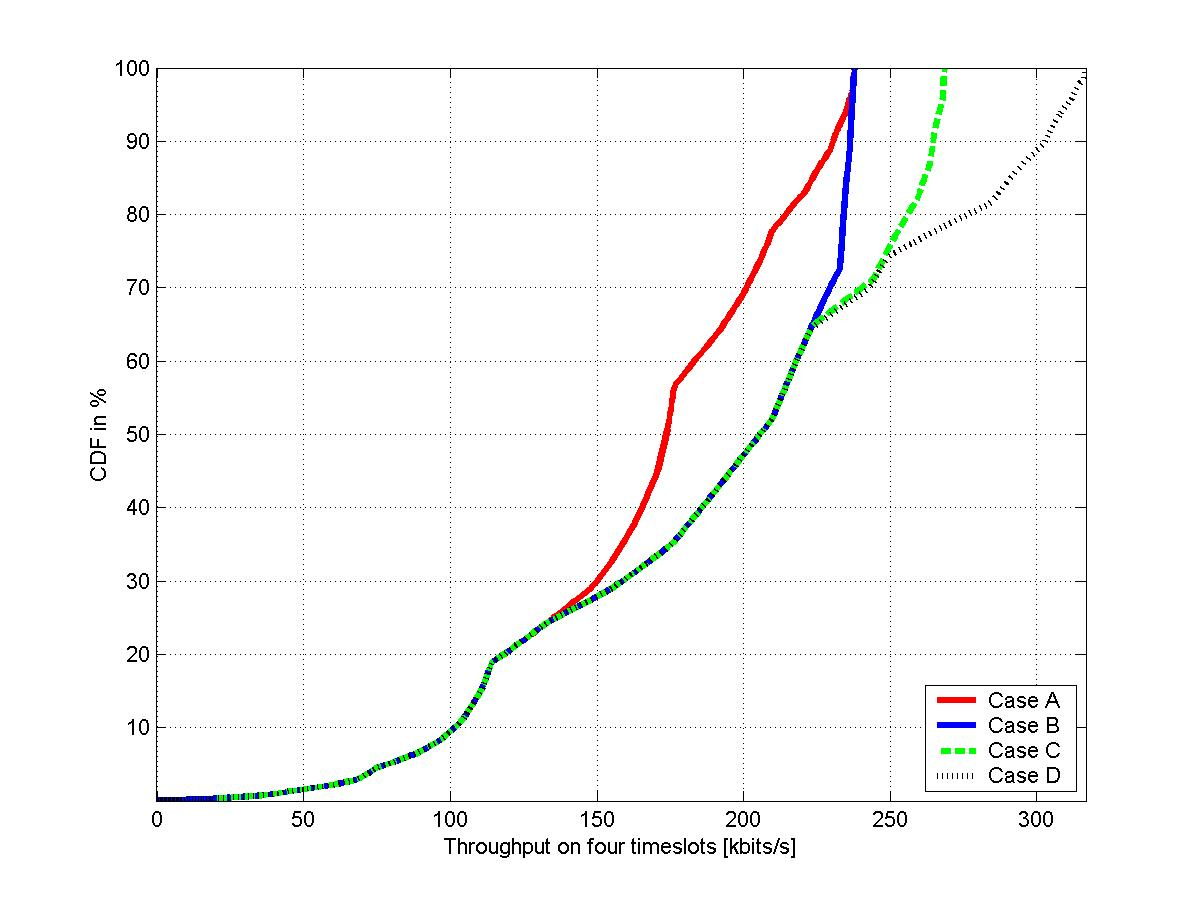 100
90
80
70
60
50
40
30
20
10
CDF in %
0 50 100 150 200 250 300
Throughput on four timeslots [kbits/s]
Case A
Case B
Case C
Case D